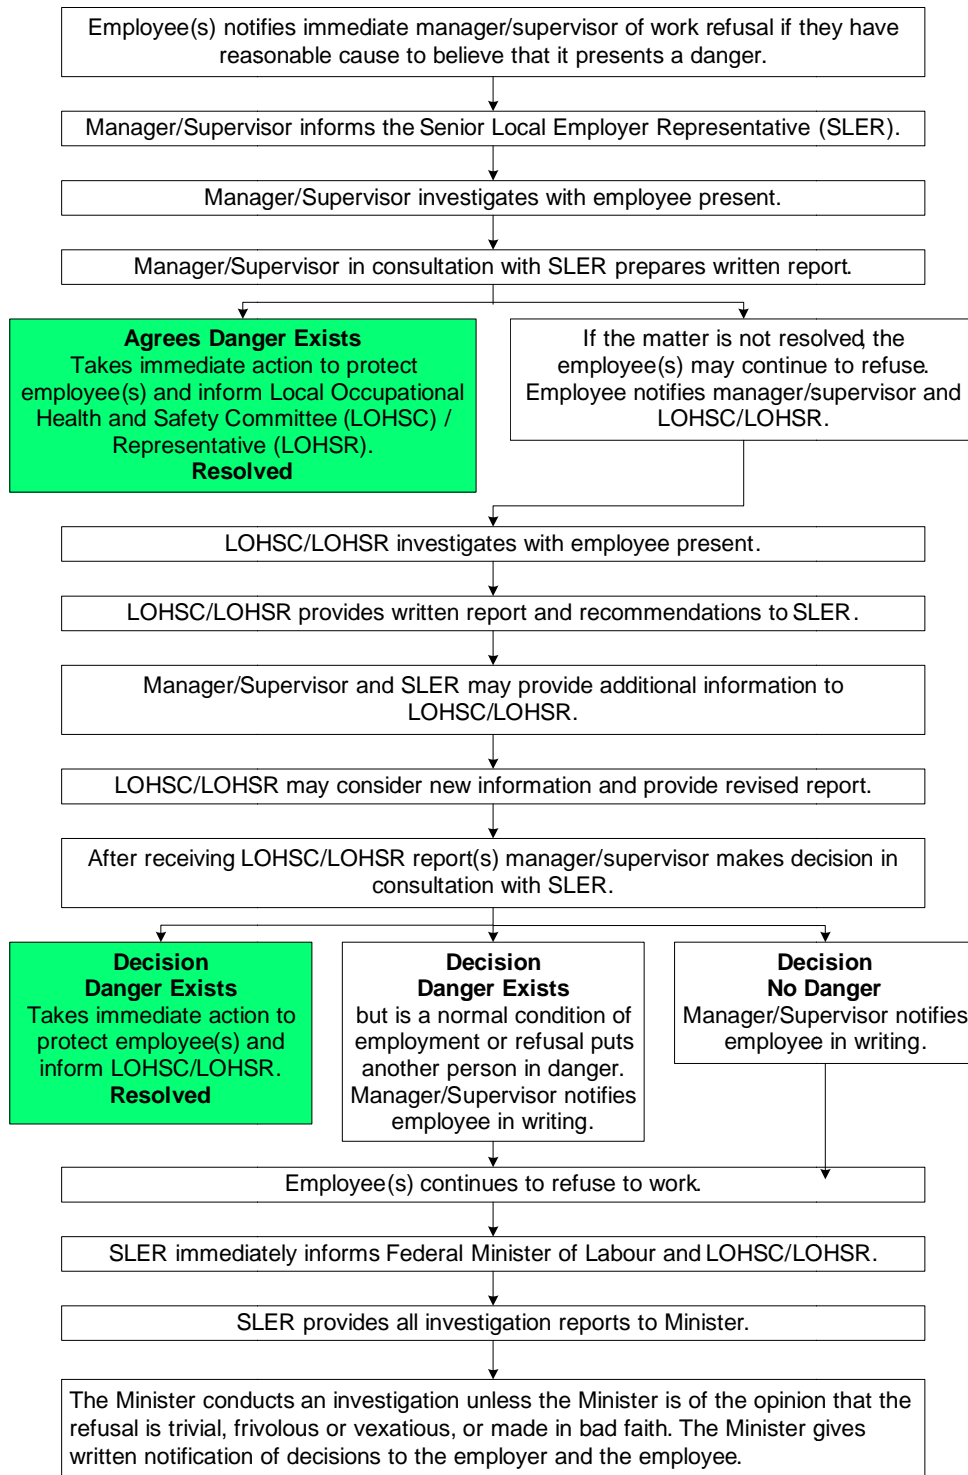 Employee(s) notifies immediate manager/supervisor of work refusal if they have
reasonable cause to believe that it presents a danger.
Manager/Supervisor informs the Senior Local Employer Representative (SLER).
Manager/Supervisor investigates with employee present.
Manager/Supervisor in consultation with SLER prepares written report.
Agrees Danger Exists
Takes immediate action to protect
employee(s) and inform Local Occupational
Health and Safety Committee (LOHSC) /
Representative (LOHSR).
Resolved
If the matter is not resolved, the
employee(s) may continue to refuse.
Employee notifies manager/supervisor and
LOHSC/LOHSR.
LOHSC/LOHSR investigates with employee present.
LOHSC/LOHSR provides written report and recommendations to SLER.
Manager/Supervisor and SLER may provide additional information to
LOHSC/LOHSR.
LOHSC/LOHSR may consider new information and provide revised report.
After receiving LOHSC/LOHSR report(s) manager/supervisor makes decision in
consultation with SLER.
Decision
Danger Exists
Takes immediate action to
protect employee(s) and
inform LOHSC/LOHSR.
Resolved
Decision
Danger Exists
but is a normal condition of
employment or refusal puts
another person in danger.
Manager/Supervisor notifies
employee in writing.
Decision
No Danger
Manager/Supervisor notifies
employee in writing.
Employee(s) continues to refuse to work.
SLER immediately informs Federal Minister of Labour and LOHSC/LOHSR.
SLER provides all investigation reports to Minister.
The Minister conducts an investigation unless the Minister is of the opinion that the
refusal is trivial, frivolous or vexatious, or made in bad faith. The Minister gives
written notification of decisions to the employer and the employee.